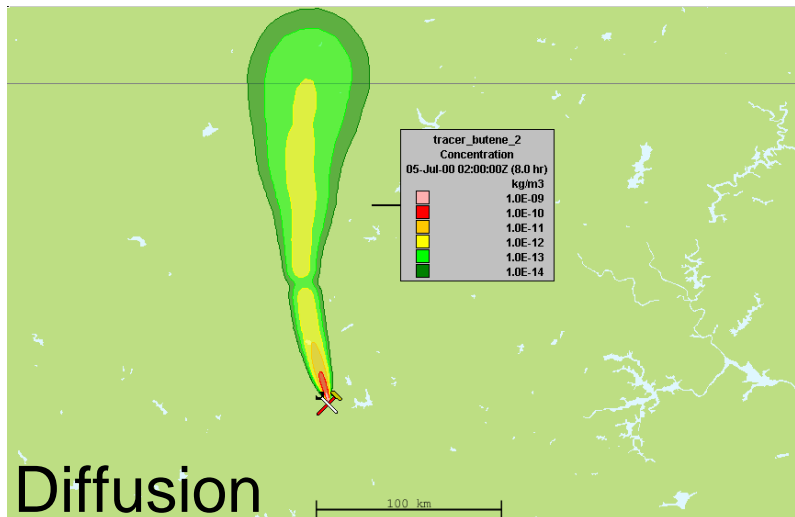 tracer_butene_2
Concentration
05-Jul-00 02:00:00Z (8.0 hr)
kg/m3
1.0E-09
1.0E-10
1.0E-11
1.0E-12
1.0E-13
1.0E-14
Diffusion
100 km